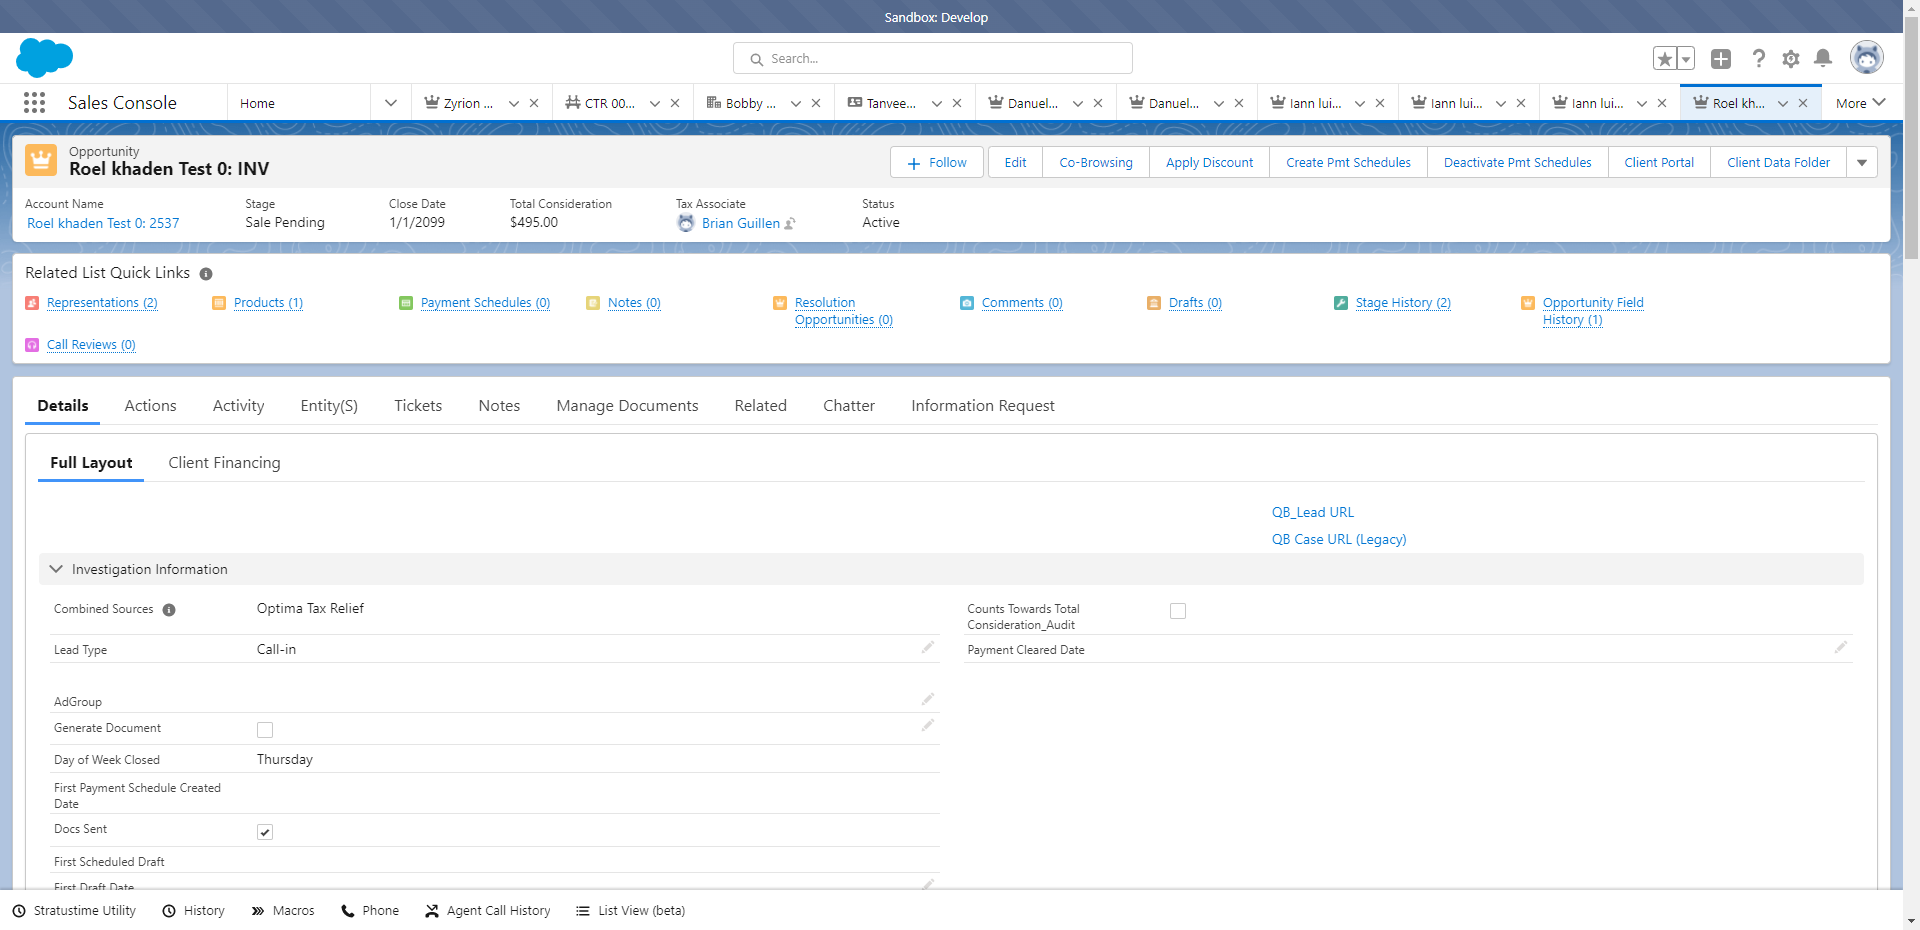 Sandbox: Develop
Search...
Sales Console
Home
Zyrion ...
CTR 00...
Bobby ...
Tanvee...
Danuel...
Danuel...
Iann lui...
Iann lui...
Iann lui...
Roel kh...
More
Opportunity
Roel khaden Test 0: INV
Follow
Edit
Co-Browsing
Apply Discount
Create Pmt Schedules
Deactivate Pmt Schedules
Client Portal
Client Data Folder
Account Name
Roel khaden Test 0: 2537
Stage
Sale Pending
Close Date
1/1/2099
Total Consideration
$495.00
Tax Associate
Brian Guillen
Status
Active
Related List Quick Links
Representations (2)
Products (1)
Payment Schedules (0)
Notes (0)
Resolution
Opportunities (0)
Comments (0)
Drafts (0)
Stage History (2)
Opportunity Field
History (1)
Call Reviews (0)
Details
Actions
Activity
Entity(S)
Tickets
Notes
Manage Documents
Related
Chatter
Information Request
Full Layout
Client Financing
QB_Lead URL
QB Case URL (Legacy)
Investigation Information
Combined Sources
Optima Tax Relief
Counts Towards Total
Consideration_Audit
Lead Type
Call-in
Payment Cleared Date
AdGroup
Generate Document
Day of Week Closed
Thursday
First Payment Schedule Created
Date
Docs Sent
First Scheduled Draft
First Draft Date
Stratustime Utility
History
Macros
Phone
Agent Call History
List View (beta)